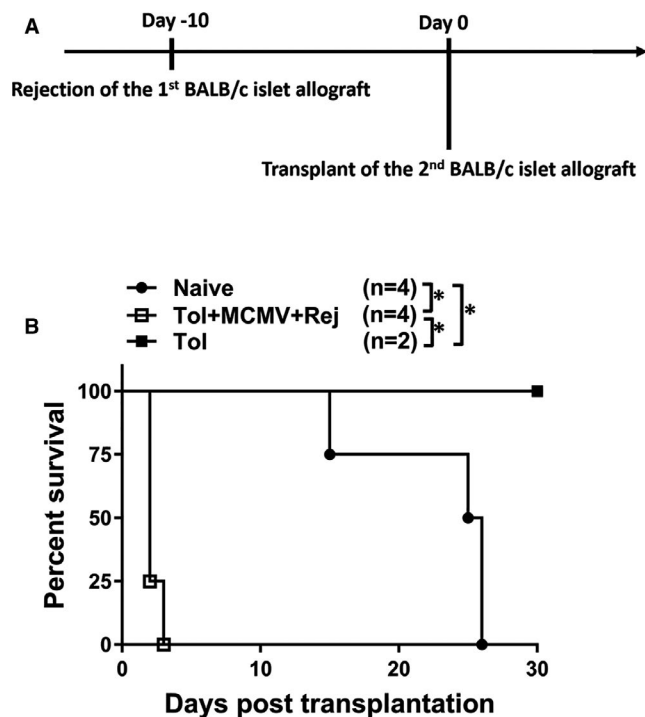 A
Day -10
Day 0
Rejection of the 1st BALB/c islet allograft
Transplant of the 2nd BALB/c islet allograft
B
Naive (n=4)
Tol+MCMV+Rej (n=4)
Tol (n=2)
* * *
100
75
50
25
0
Percent survival
0 10 20 30
Days post transplantation